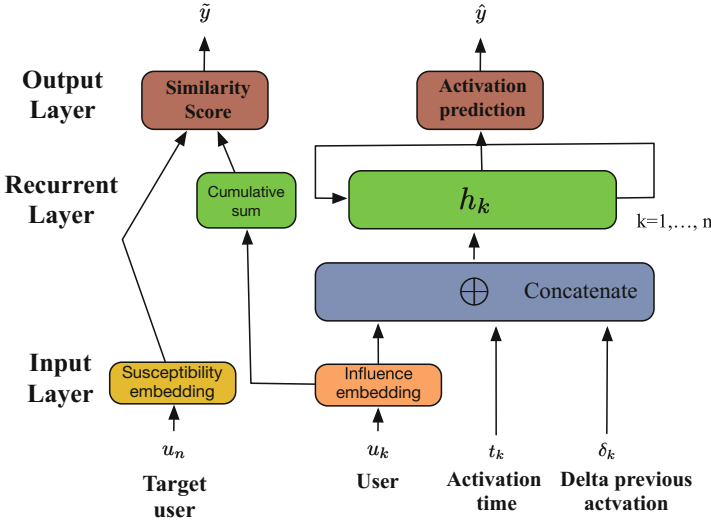 ỹ
ŷ
Output
Layer
Similarity
Score
Activation
prediction
Recurrent
Layer
Cumulative
sum
h_k
k=1,…, n
⊕ Concatenate
Input
Layer
Susceptibility
embedding
Influence
embedding
u_n
u_k
t_k
δ_k
Target
user
User
Activation
time
Delta previous
actvation